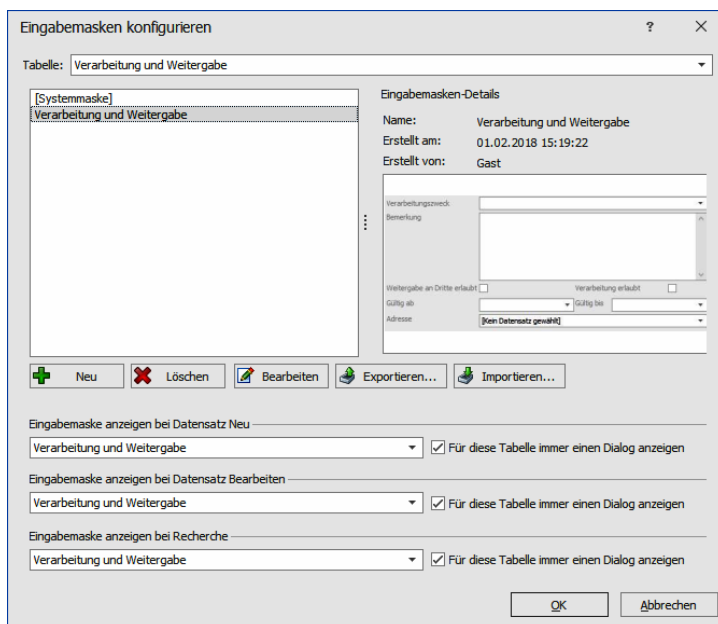 Eingabemasken konfigurieren
?
Tabelle: Verarbeitung und Weitergabe
[Systemmaske]
Verarbeitung und Weitergabe
Eingabemasken-Details
Name: Verarbeitung und Weitergabe
Erstellt am: 01.02.2018 15:19:22
Erstellt von: Gast
Verarbeitungszweck
Bemerkung
Weitergabe an Dritte erlaubt Verarbeitung erlaubt
Gültig ab Gültig bis
Adresse [Kein Datensatz gewählt]
Neu Löschen Bearbeiten Exportieren... Importieren...
Eingabemaske anzeigen bei Datensatz Neu
Verarbeitung und Weitergabe Für diese Tabelle immer einen Dialog anzeigen
Eingabemaske anzeigen bei Datensatz Bearbeiten
Verarbeitung und Weitergabe Für diese Tabelle immer einen Dialog anzeigen
Eingabemaske anzeigen bei Recherche
Verarbeitung und Weitergabe Für diese Tabelle immer einen Dialog anzeigen
OK Abbrechen